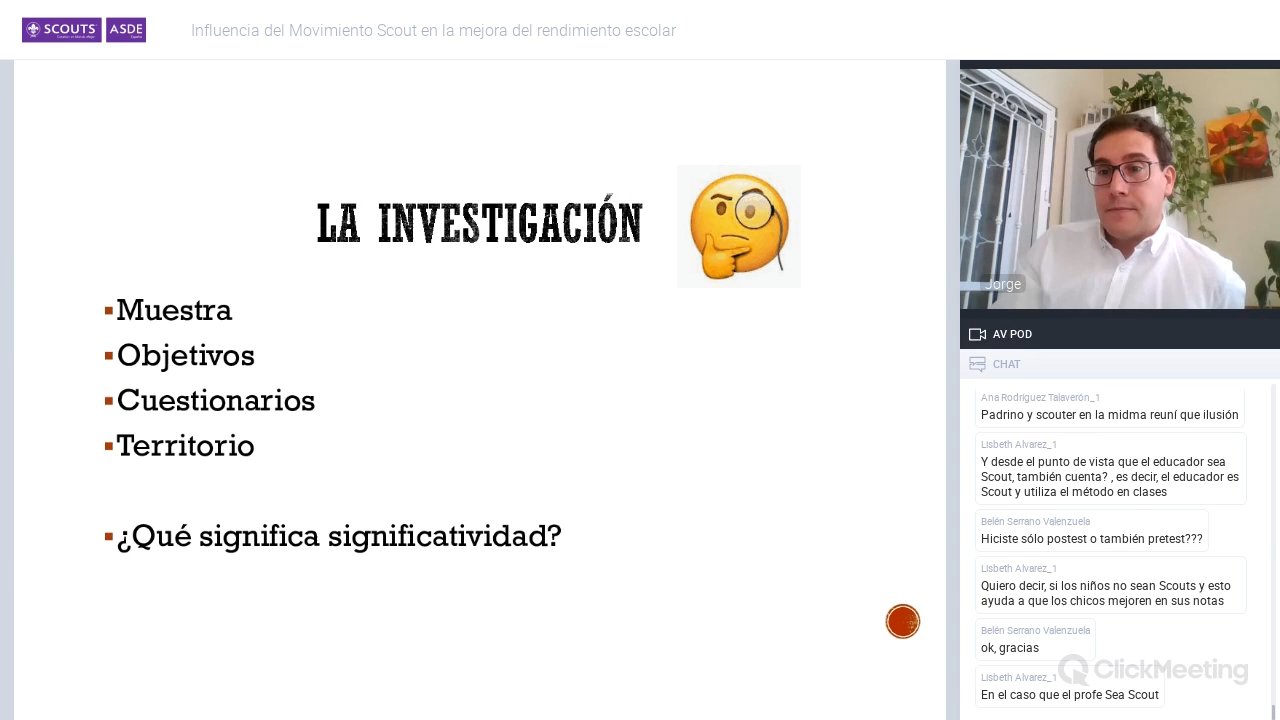 SCOUTS ASDE
Influencia del Movimiento Scout en la mejora del rendimiento escolar
LA INVESTIGACIÓN
Muestra
Objetivos
Cuestionarios
Territorio
¿Qué significa significatividad?
Jorge
AV POD
CHAT
Ana Rodriguez Talaverón_1
Padrino y scouter en la midma reuní que ilusión
Lisbeth Alvarez_1
Y desde el punto de vista que el educador sea
Scout, también cuenta? , es decir, el educador es
Scout y utiliza el método en clases
Belén Serrano Valenzuela
Hiciste sólo postest o también pretest???
Lisbeth Alvarez_1
Quiero decir, si los niños no sean Scouts y esto
ayuda a que los chicos mejoren en sus notas
Belén Serrano Valenzuela
ok, gracias
ClickMeeting
Lisbeth Alvarez_1
En el caso que el profe Sea Scout